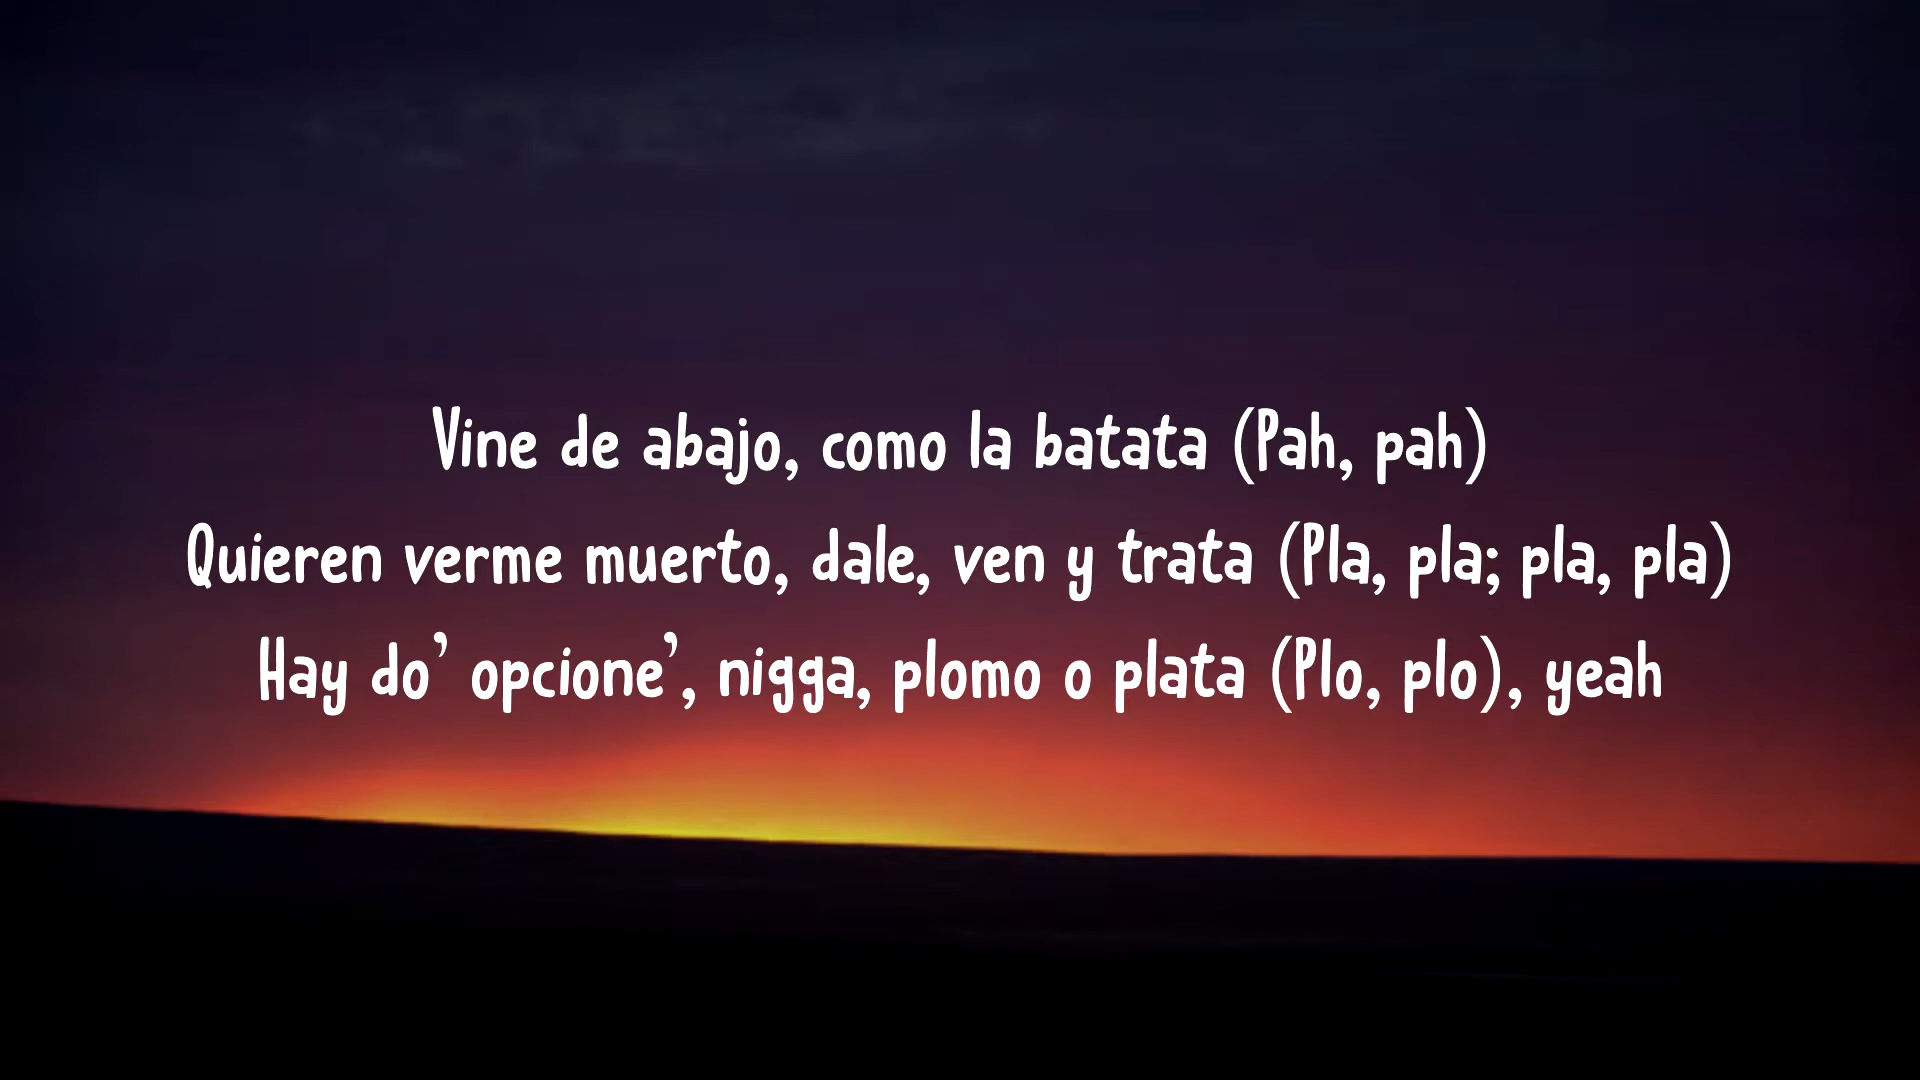 Vine de abajo, como la batata (Pah, pah)
Quieren verme muerto, dale, ven y trata (Pla, pla; pla, pla)
Hay do’ opcione’, nigga, plomo o plata (Plo, plo), yeah